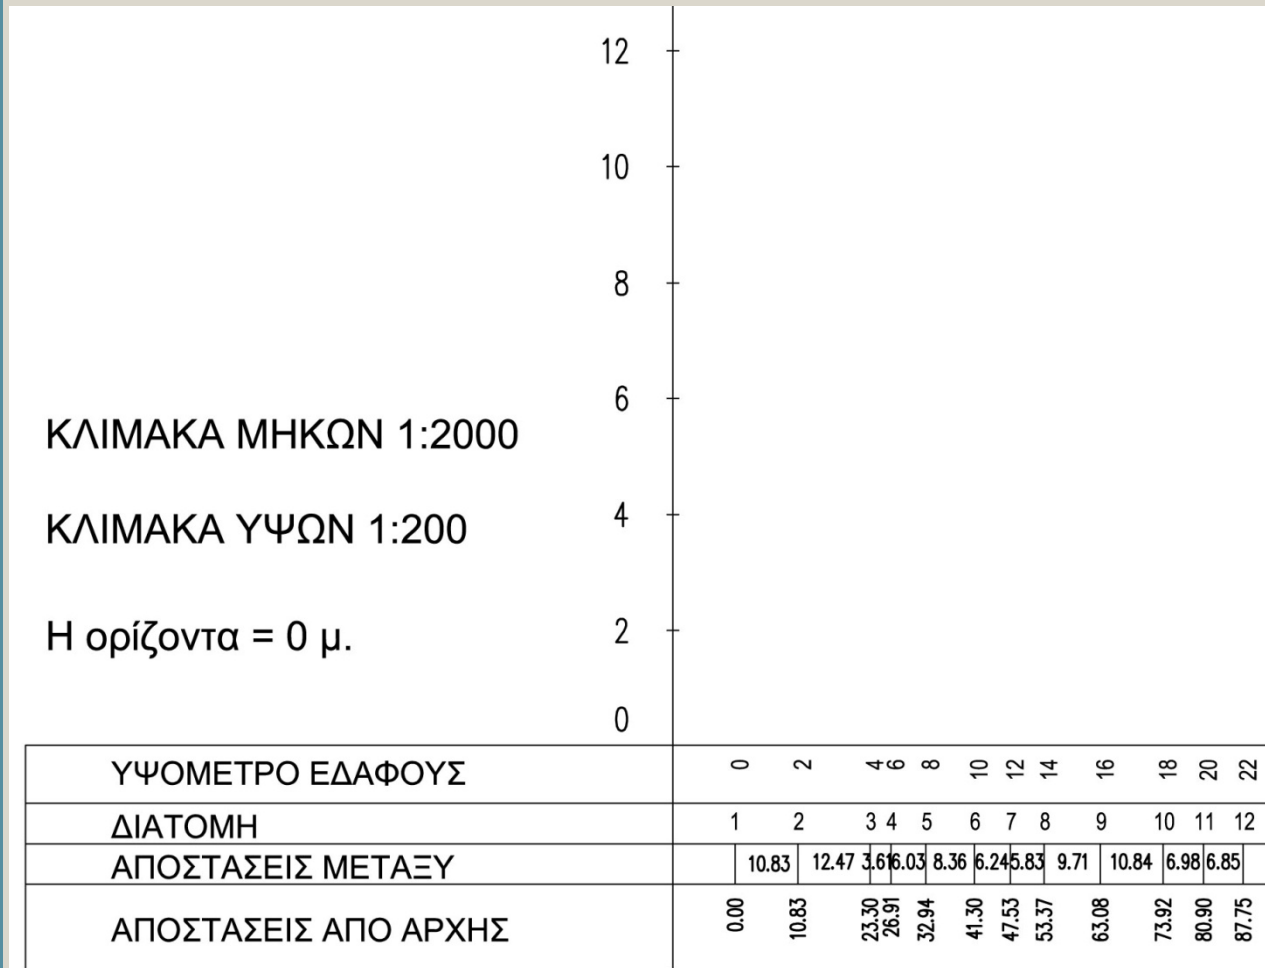 12
10
8
6
ΚΛΙΜΑΚΑ ΜΗΚΩΝ 1:2000
4
ΚΛΙΜΑΚΑ ΥΨΩΝ 1:200
2
Η ορίζοντα = 0 μ.
0
ΥΨΟΜΕΤΡΟ ΕΔΑΦΟΥΣ 0 2 4 6 8 10 12 14 16 18 20 22
ΔΙΑΤΟΜΗ 1 2 3 4 5 6 7 8 9 10 11 12
ΑΠΟΣΤΑΣΕΙΣ ΜΕΤΑΞΥ 10.83 12.47 3.61 6.03 8.36 6.24 5.83 9.71 10.84 6.98 6.85
ΑΠΟΣΤΑΣΕΙΣ ΑΠΟ ΑΡΧΗΣ 0.00 10.83 23.30 26.91 32.94 41.30 47.53 53.37 63.08 73.92 80.90 87.75